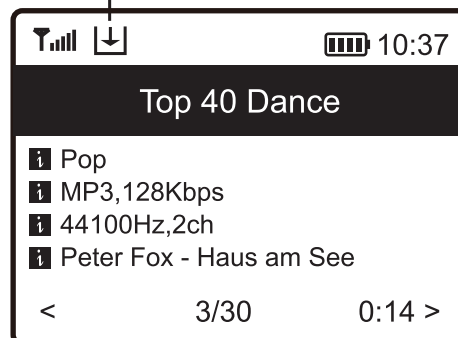 10:37
Top 40 Dance
i Pop
i MP3,128Kbps
i 44100Hz,2ch
i Peter Fox - Haus am See
< 3/30 0:14 >